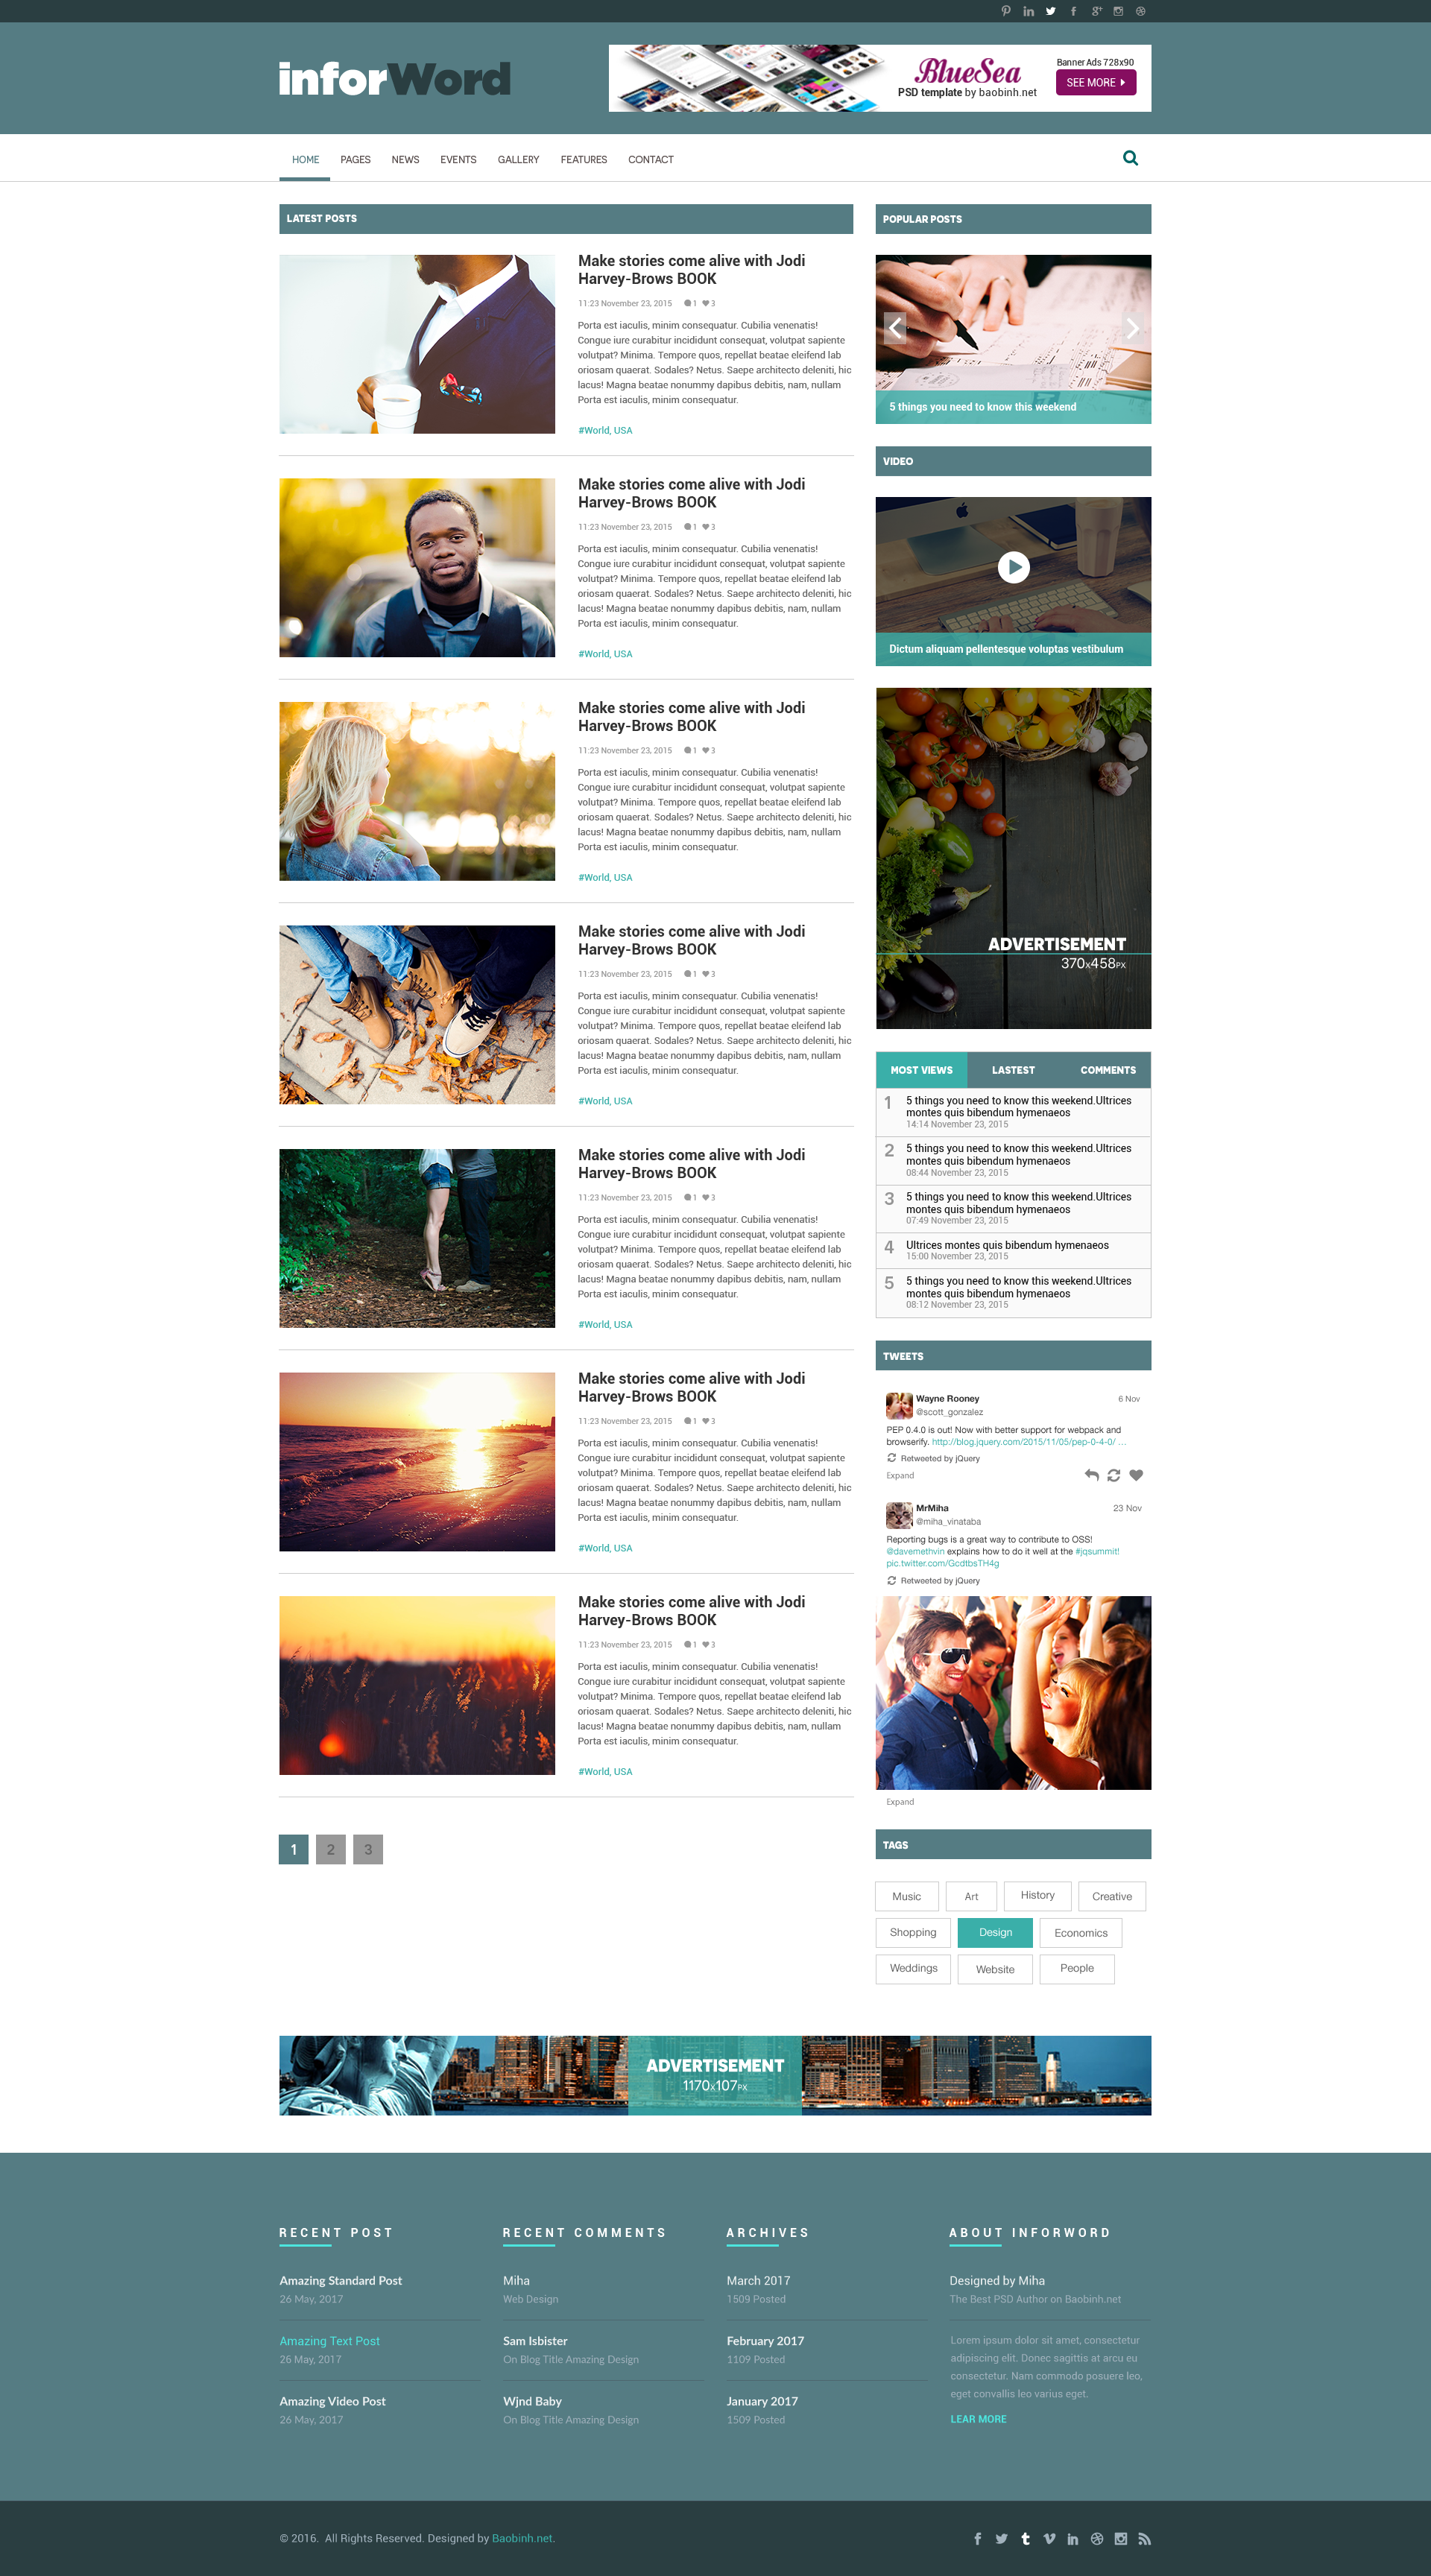 inforWord
BlueSea
PSD template by baobinh.net
Banner Ads 728x90
SEE MORE
HOME PAGES NEWS EVENTS GALLERY FEATURES CONTACT
LATEST POSTS
Make stories come alive with Jodi
Harvey-Brows BOOK
11:23 November 23, 2015 1 3
Porta est iaculis, minim consequatur. Cubilia venenatis!
Congue iure curabitur incididunt consequat, volutpat sapiente
volutpat? Minima. Tempore quos, repellat beatae eleifend lab
oriosam quaerat. Sodales? Netus. Saepe architecto deleniti, hic
lacus! Magna beatae nonummy dapibus debitis, nam, nullam
Porta est iaculis, minim consequatur.
#World, USA
Make stories come alive with Jodi
Harvey-Brows BOOK
11:23 November 23, 2015 1 3
Porta est iaculis, minim consequatur. Cubilia venenatis!
Congue iure curabitur incididunt consequat, volutpat sapiente
volutpat? Minima. Tempore quos, repellat beatae eleifend lab
oriosam quaerat. Sodales? Netus. Saepe architecto deleniti, hic
lacus! Magna beatae nonummy dapibus debitis, nam, nullam
Porta est iaculis, minim consequatur.
#World, USA
Make stories come alive with Jodi
Harvey-Brows BOOK
11:23 November 23, 2015 1 3
Porta est iaculis, minim consequatur. Cubilia venenatis!
Congue iure curabitur incididunt consequat, volutpat sapiente
volutpat? Minima. Tempore quos, repellat beatae eleifend lab
oriosam quaerat. Sodales? Netus. Saepe architecto deleniti, hic
lacus! Magna beatae nonummy dapibus debitis, nam, nullam
Porta est iaculis, minim consequatur.
#World, USA
Make stories come alive with Jodi
Harvey-Brows BOOK
11:23 November 23, 2015 1 3
Porta est iaculis, minim consequatur. Cubilia venenatis!
Congue iure curabitur incididunt consequat, volutpat sapiente
volutpat? Minima. Tempore quos, repellat beatae eleifend lab
oriosam quaerat. Sodales? Netus. Saepe architecto deleniti, hic
lacus! Magna beatae nonummy dapibus debitis, nam, nullam
Porta est iaculis, minim consequatur.
#World, USA
Make stories come alive with Jodi
Harvey-Brows BOOK
11:23 November 23, 2015 1 3
Porta est iaculis, minim consequatur. Cubilia venenatis!
Congue iure curabitur incididunt consequat, volutpat sapiente
volutpat? Minima. Tempore quos, repellat beatae eleifend lab
oriosam quaerat. Sodales? Netus. Saepe architecto deleniti, hic
lacus! Magna beatae nonummy dapibus debitis, nam, nullam
Porta est iaculis, minim consequatur.
#World, USA
Make stories come alive with Jodi
Harvey-Brows BOOK
11:23 November 23, 2015 1 3
Porta est iaculis, minim consequatur. Cubilia venenatis!
Congue iure curabitur incididunt consequat, volutpat sapiente
volutpat? Minima. Tempore quos, repellat beatae eleifend lab
oriosam quaerat. Sodales? Netus. Saepe architecto deleniti, hic
lacus! Magna beatae nonummy dapibus debitis, nam, nullam
Porta est iaculis, minim consequatur.
#World, USA
Make stories come alive with Jodi
Harvey-Brows BOOK
11:23 November 23, 2015 1 3
Porta est iaculis, minim consequatur. Cubilia venenatis!
Congue iure curabitur incididunt consequat, volutpat sapiente
volutpat? Minima. Tempore quos, repellat beatae eleifend lab
oriosam quaerat. Sodales? Netus. Saepe architecto deleniti, hic
lacus! Magna beatae nonummy dapibus debitis, nam, nullam
Porta est iaculis, minim consequatur.
#World, USA
1 2 3
POPULAR POSTS
5 things you need to know this weekend
VIDEO
Dictum aliquam pellentesque voluptas vestibulum
ADVERTISEMENT
370x458PX
MOST VIEWS LASTEST COMMENTS
1 5 things you need to know this weekend.Ultrices
montes quis bibendum hymenaeos
14:14 November 23, 2015
2 5 things you need to know this weekend.Ultrices
montes quis bibendum hymenaeos
08:44 November 23, 2015
3 5 things you need to know this weekend.Ultrices
montes quis bibendum hymenaeos
07:49 November 23, 2015
4 Ultrices montes quis bibendum hymenaeos
15:00 November 23, 2015
5 5 things you need to know this weekend.Ultrices
montes quis bibendum hymenaeos
08:12 November 23, 2015
TWEETS
Wayne Rooney 6 Nov
@scott_gonzalez
PEP 0.4.0 is out! Now with better support for webpack and
browserify. http://blog.jquery.com/2015/11/05/pep-0-4-0/ ...
Retweeted by jQuery
Expand
MrMiha 23 Nov
@miha_vinataba
Reporting bugs is a great way to contribute to OSS!
@davemethvin explains how to do it well at the #jqsummit!
pic.twitter.com/GcdtbsTH4g
Retweeted by jQuery
Expand
TAGS
Music Art History Creative
Shopping Design Economics
Weddings Website People
ADVERTISEMENT
1170x107PX
RECENT POST
Amazing Standard Post
26 May, 2017
Amazing Text Post
26 May, 2017
Amazing Video Post
26 May, 2017
RECENT COMMENTS
Miha
Web Design
Sam Isbister
On Blog Title Amazing Design
Wjnd Baby
On Blog Title Amazing Design
ARCHIVES
March 2017
1509 Posted
February 2017
1109 Posted
January 2017
1509 Posted
ABOUT INFORWORD
Designed by Miha
The Best PSD Author on Baobinh.net
Lorem ipsum dolor sit amet, consectetur
adipiscing elit. Donec sagittis at arcu eu
consectetur. Nam commodo posuere leo,
eget convallis leo varius eget.
LEAR MORE
© 2016. All Rights Reserved. Designed by Baobinh.net.